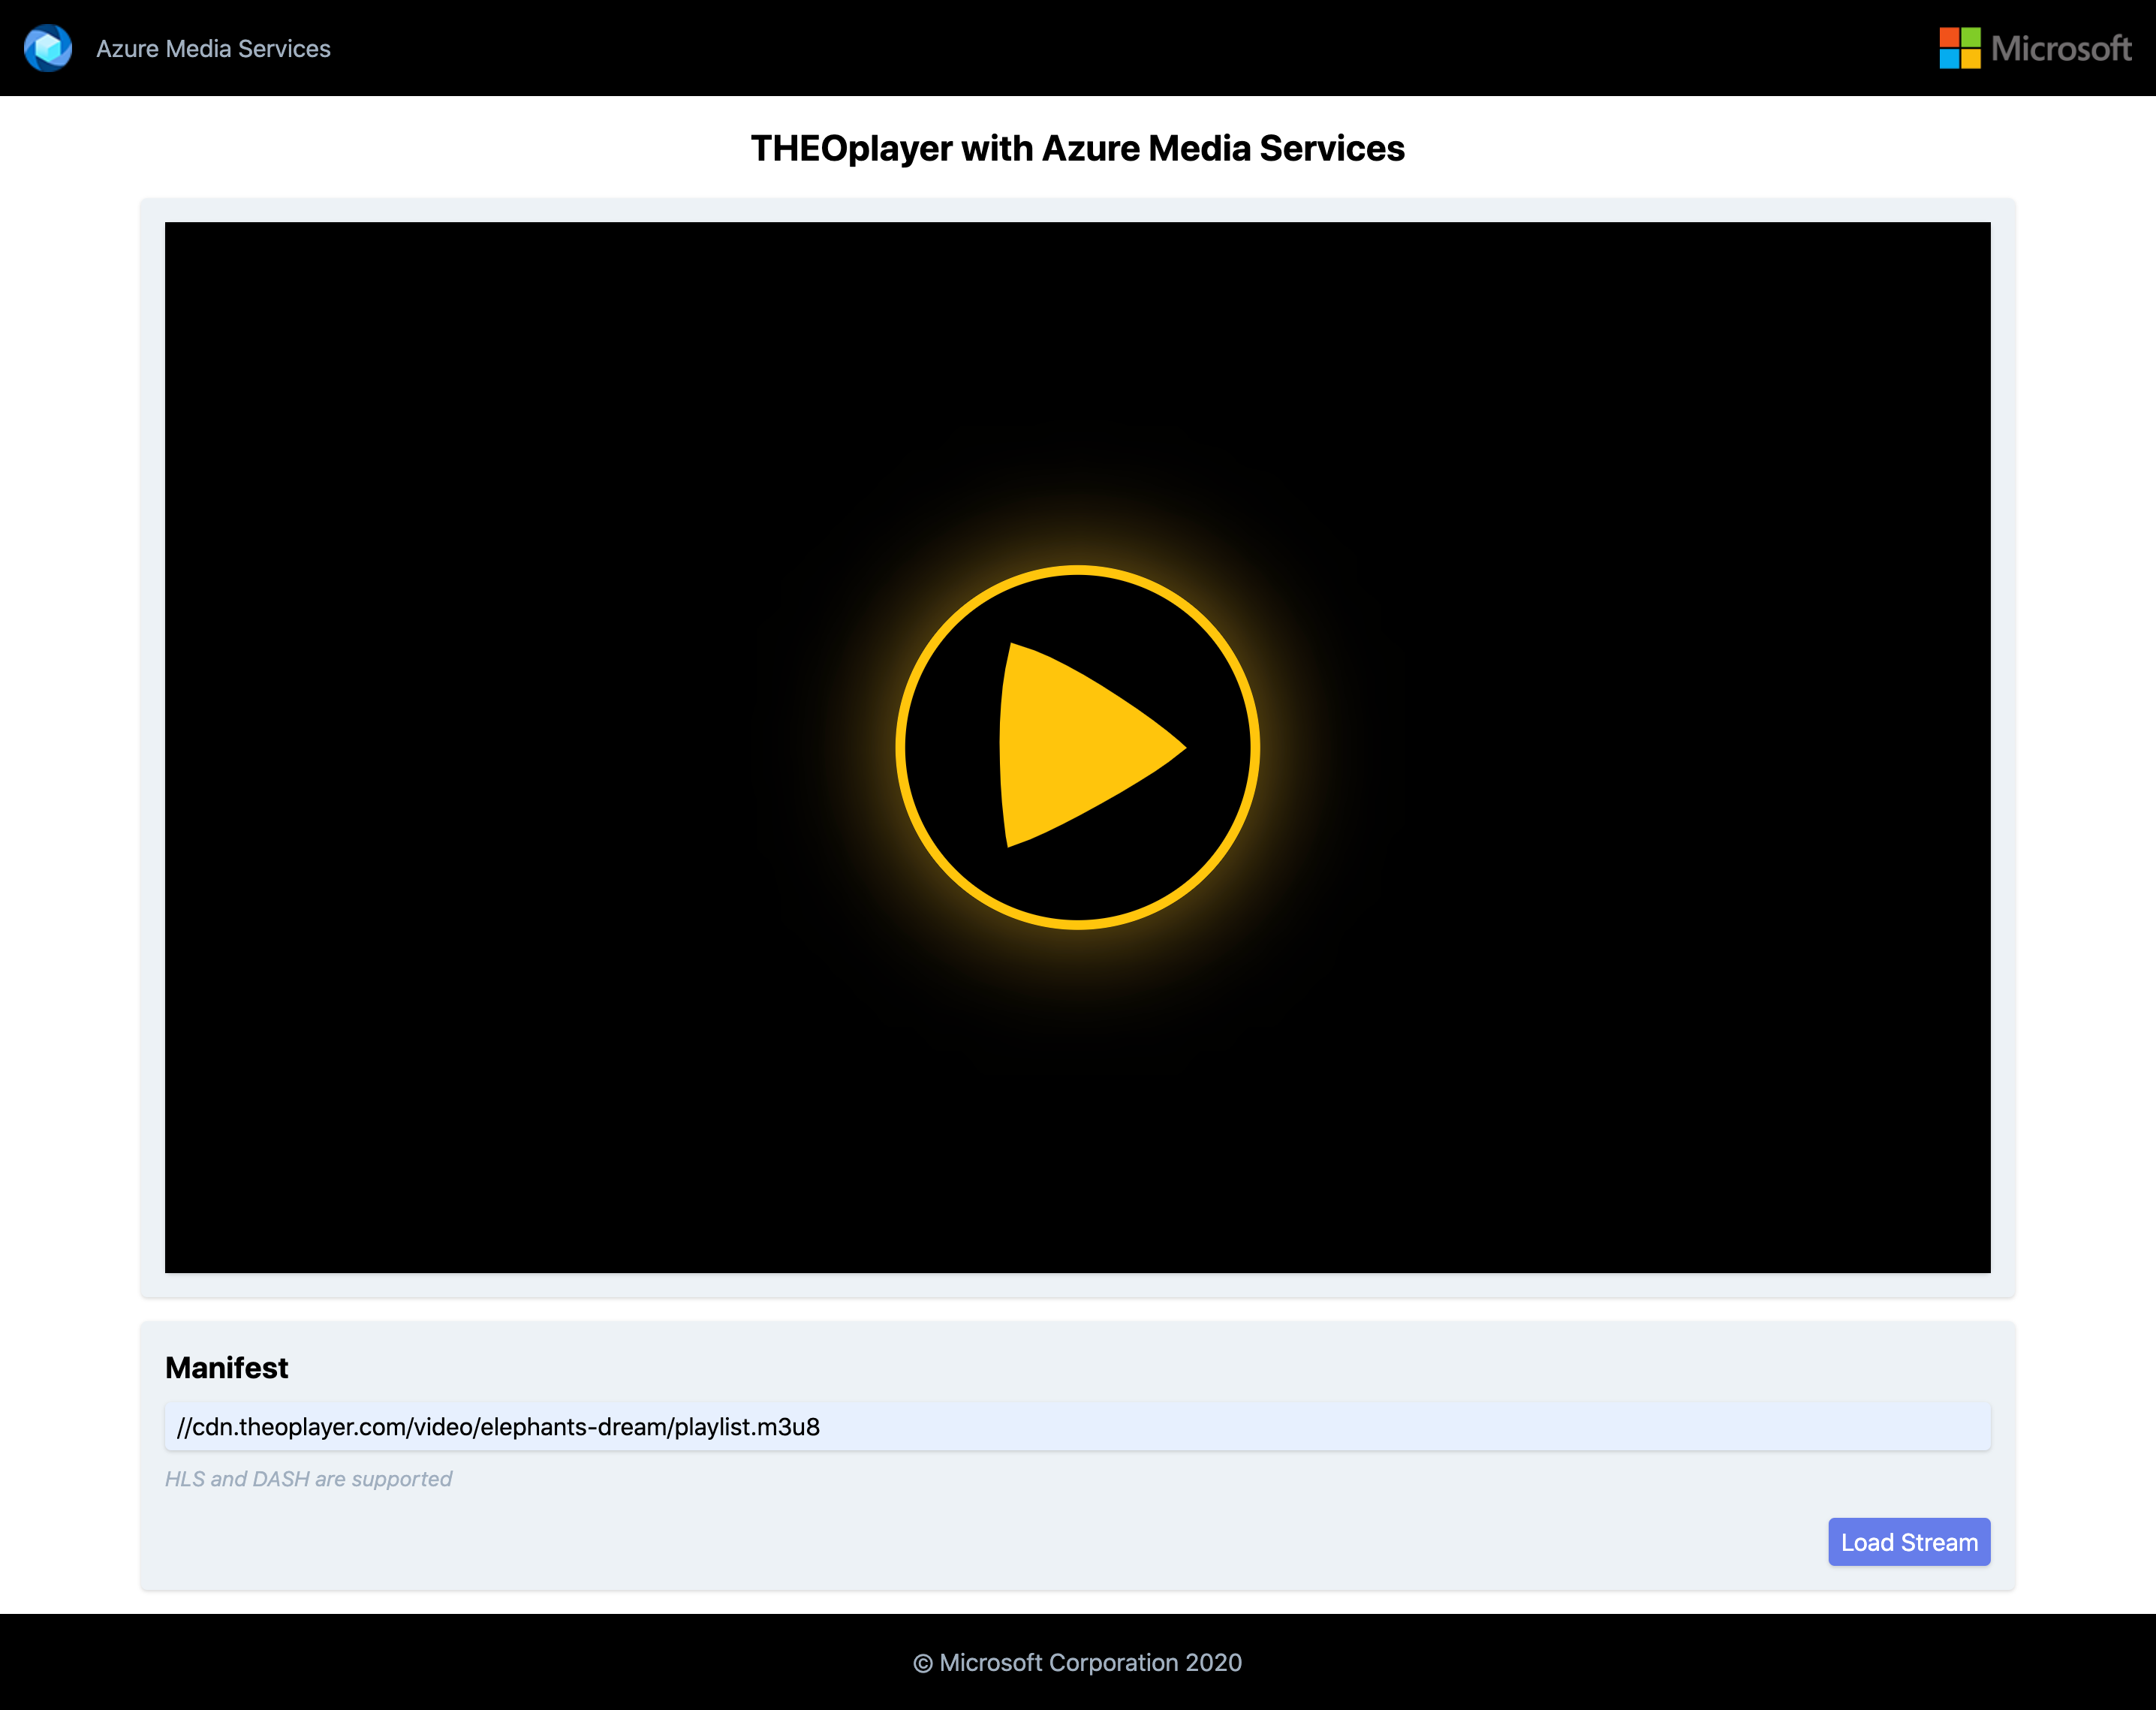 Azure Media Services
Microsoft
THEOplayer with Azure Media Services
Manifest
//cdn.theoplayer.com/video/elephants-dream/playlist.m3u8
HLS and DASH are supported
Load Stream
© Microsoft Corporation 2020